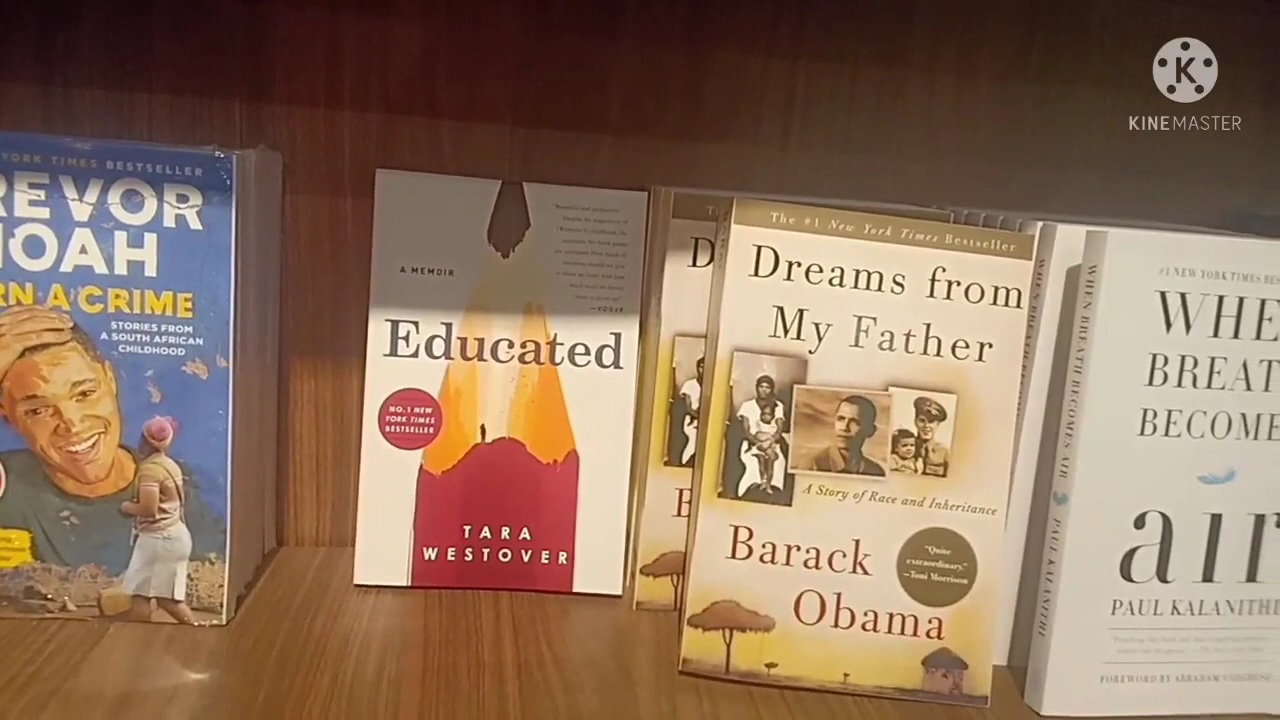 YORK TIMES BESTSELLER
REVOR
NOAH
RN A CRIME
STORIES FROM
A SOUTH AFRICAN
CHILDHOOD
A MEMOIR
—VOGUE
Educated
NO. 1 NEW
YORK TIMES
BESTSELLER
TARA
WESTOVER
D
B
The #1 New York Times Bestseller
Dreams from
My Father
A Story of Race and Inheritance
Barack
Obama
"Quite
extraordinary."
—Toni Morrison
WHEN BREATH BECOMES AIR PAUL KALANITHI
#1 NEW YORK TIMES BES
WHE
BREAT
BECOME
air
PAUL KALANITHI
FOREWORD BY ABRAHAM VERGHESE
KINEMASTER